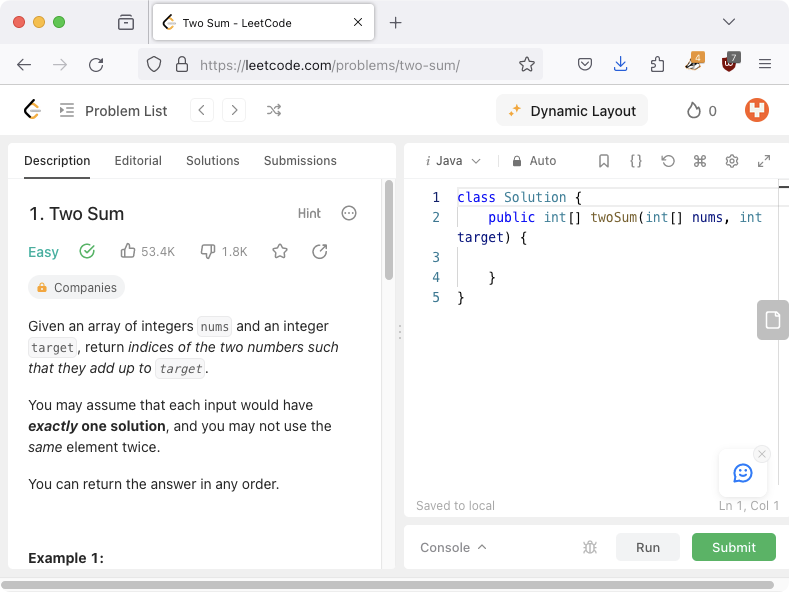 Two Sum - LeetCode
https://leetcode.com/problems/two-sum/
4
7
Problem List
Dynamic Layout
0
Description Editorial Solutions Submissions
1. Two Sum
Hint
Easy
53.4K
1.8K
Companies
Given an array of integers nums and an integer
target, return indices of the two numbers such
that they add up to target.
You may assume that each input would have
exactly one solution, and you may not use the
same element twice.
You can return the answer in any order.
Example 1:
i Java
Auto
{}
1 class Solution {
2 public int[] twoSum(int[] nums, int
target) {
3
4 }
5 }
Saved to local
Ln 1, Col 1
Console
Run
Submit